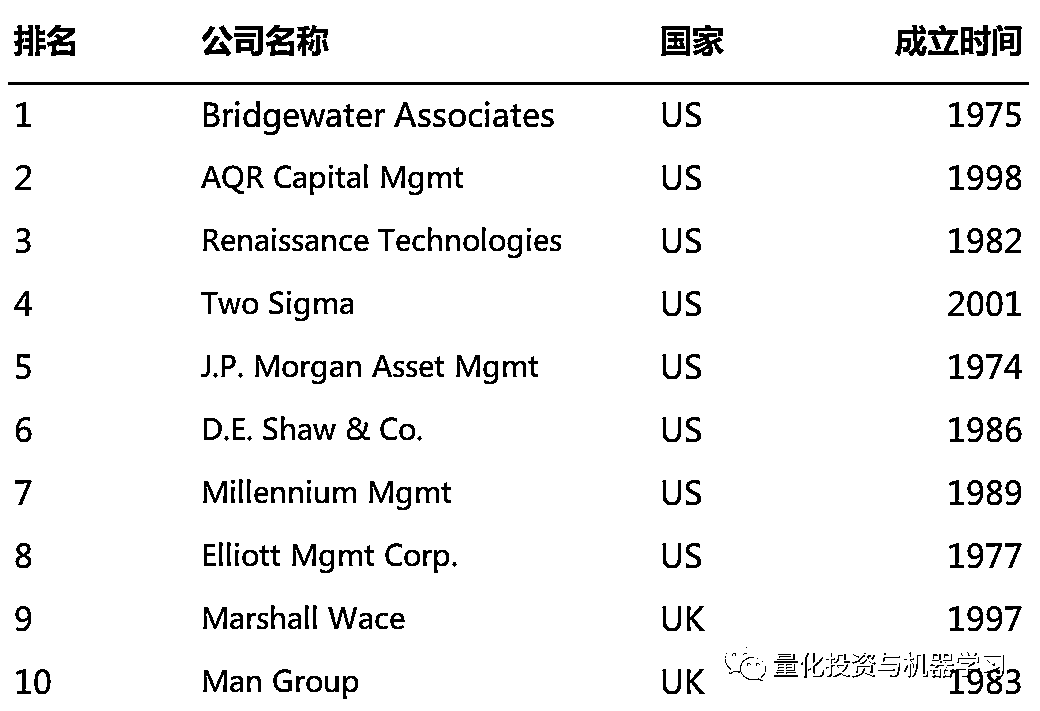 排名 公司名称 国家 成立时间
1 Bridgewater Associates US 1975
2 AQR Capital Mgmt US 1998
3 Renaissance Technologies US 1982
4 Two Sigma US 2001
5 J.P. Morgan Asset Mgmt US 1974
6 D.E. Shaw & Co. US 1986
7 Millennium Mgmt US 1989
8 Elliott Mgmt Corp. US 1977
9 Marshall Wace UK 1997
10 Man Group UK 1983
量化投资与机器学习